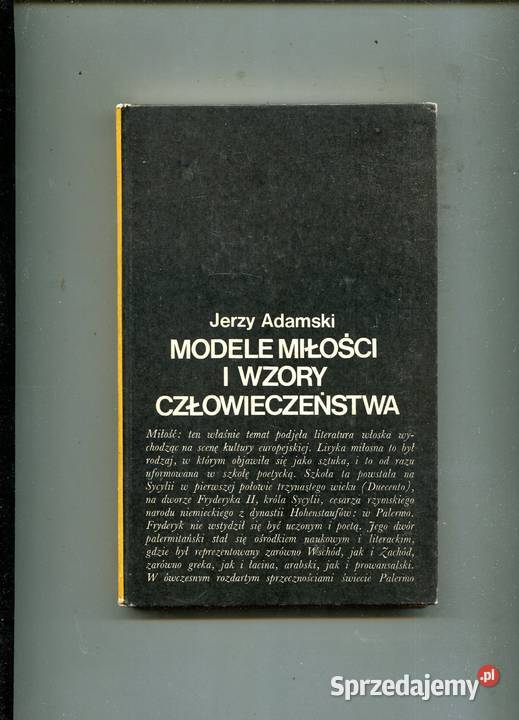 Jerzy Adamski
MODELE MIŁOŚCI
I WZORY
CZŁOWIECZEŃSTWA
Miłość: ten właśnie temat podjęła literatura włoska wy-
chodząc na scenę kultury europejskiej. Liryka miłosna to był
rodzaj, w którym objawiła się jako sztuka, i to od razu
uformowana w szkołę poetycką. Szkoła ta powstała na
Sycylii w pierwszej połowie trzynastego wieku (Duecento),
na dworze Fryderyka II, króla Sycylii, cesarza rzymskiego
narodu niemieckiego z dynastii Hohenstaufów: w Palermo.
Fryderyk nie wstydził się być uczonym i poetą. Jego dwór
palermitański stał się ośrodkiem naukowym i literackim,
gdzie był reprezentowany zarówno Wschód, jak i Zachód,
zarówno greka, jak i łacina, arabski, jak i prowansalski.
W ówczesnym rozdartym sprzecznościami świecie Palermo
Sprzedajemy.pl